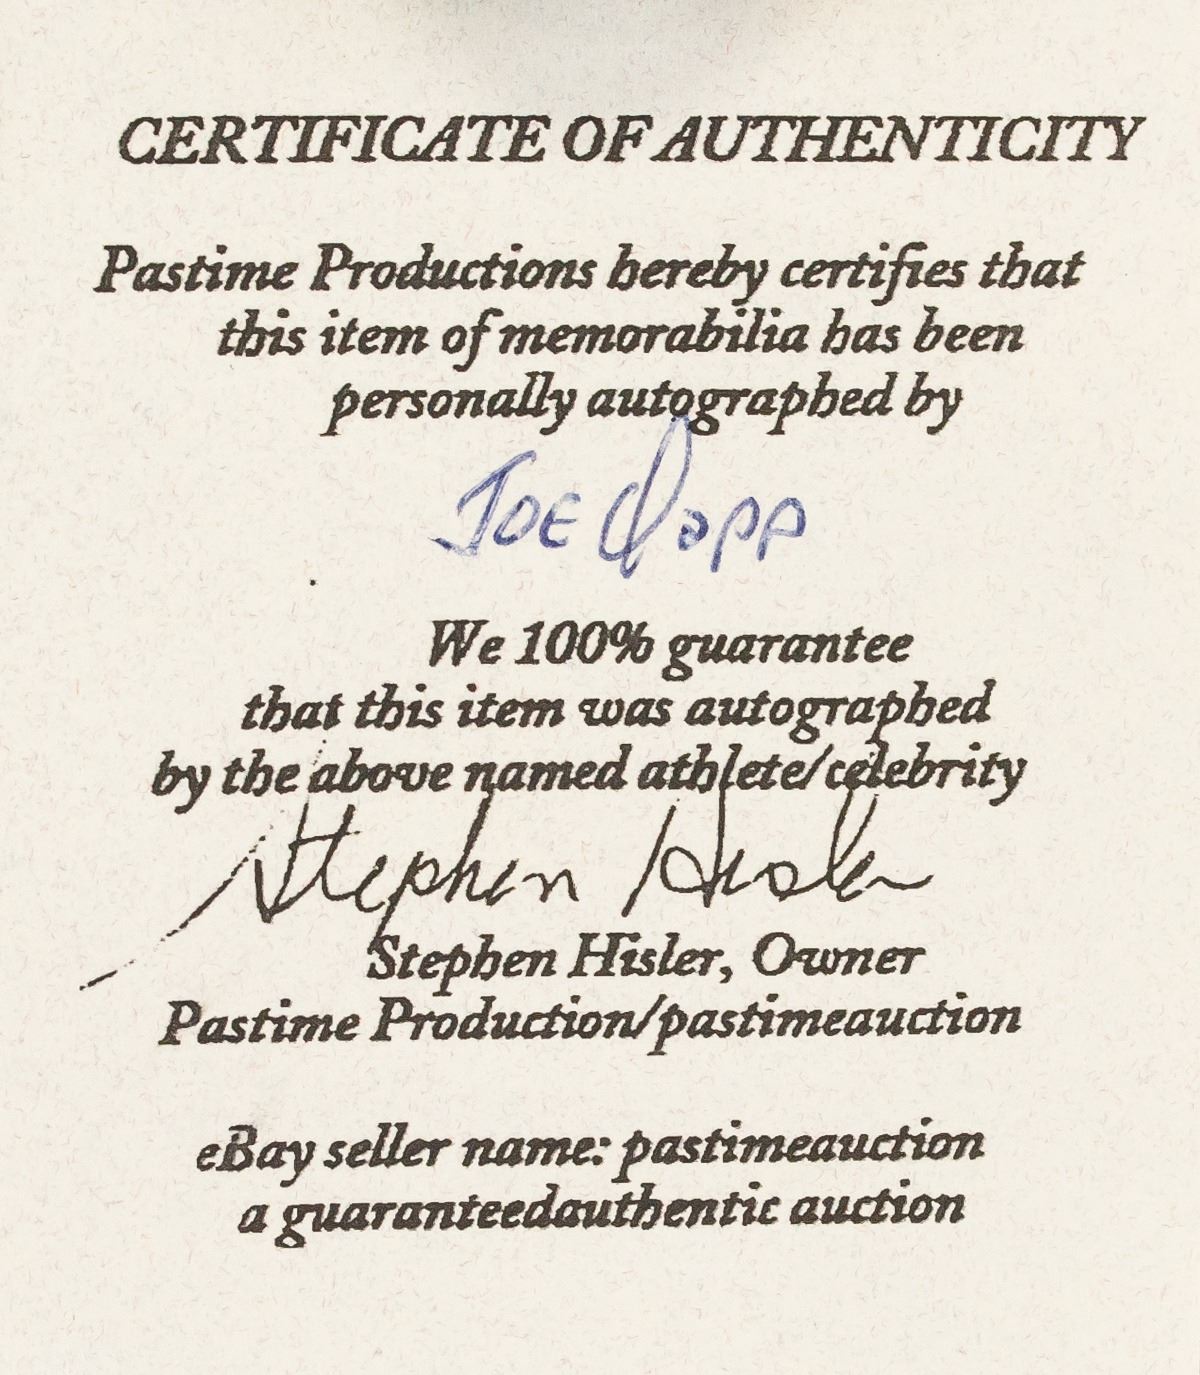 CERTIFICATE OF AUTHENTICITY
Pastime Productions hereby certifies that
this item of memorabilia has been
personally autographed by
JOE Kapp
We 100% guarantee
that this item was autographed
by the above named athlete/celebrity
Stephen Hisler
Stephen Hisler, Owner
Pastime Production/pastimeauction
eBay seller name: pastimeauction
a guaranteedauthentic auction